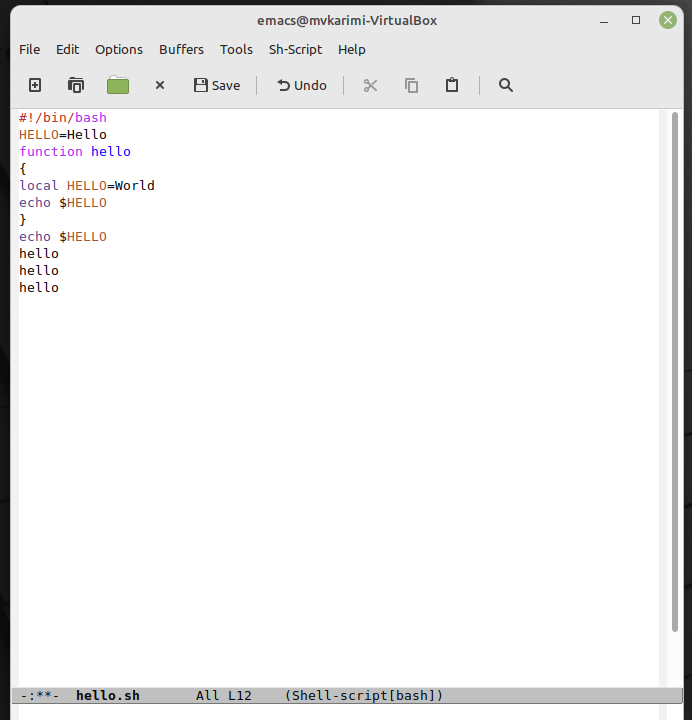 emacs@mvkarimi-VirtualBox
File Edit Options Buffers Tools Sh-Script Help
Save Undo
#!/bin/bash
HELLO=Hello
function hello
{
local HELLO=World
echo $HELLO
}
echo $HELLO
hello
hello
hello
-:**-  hello.sh       All L12    (Shell-script[bash])